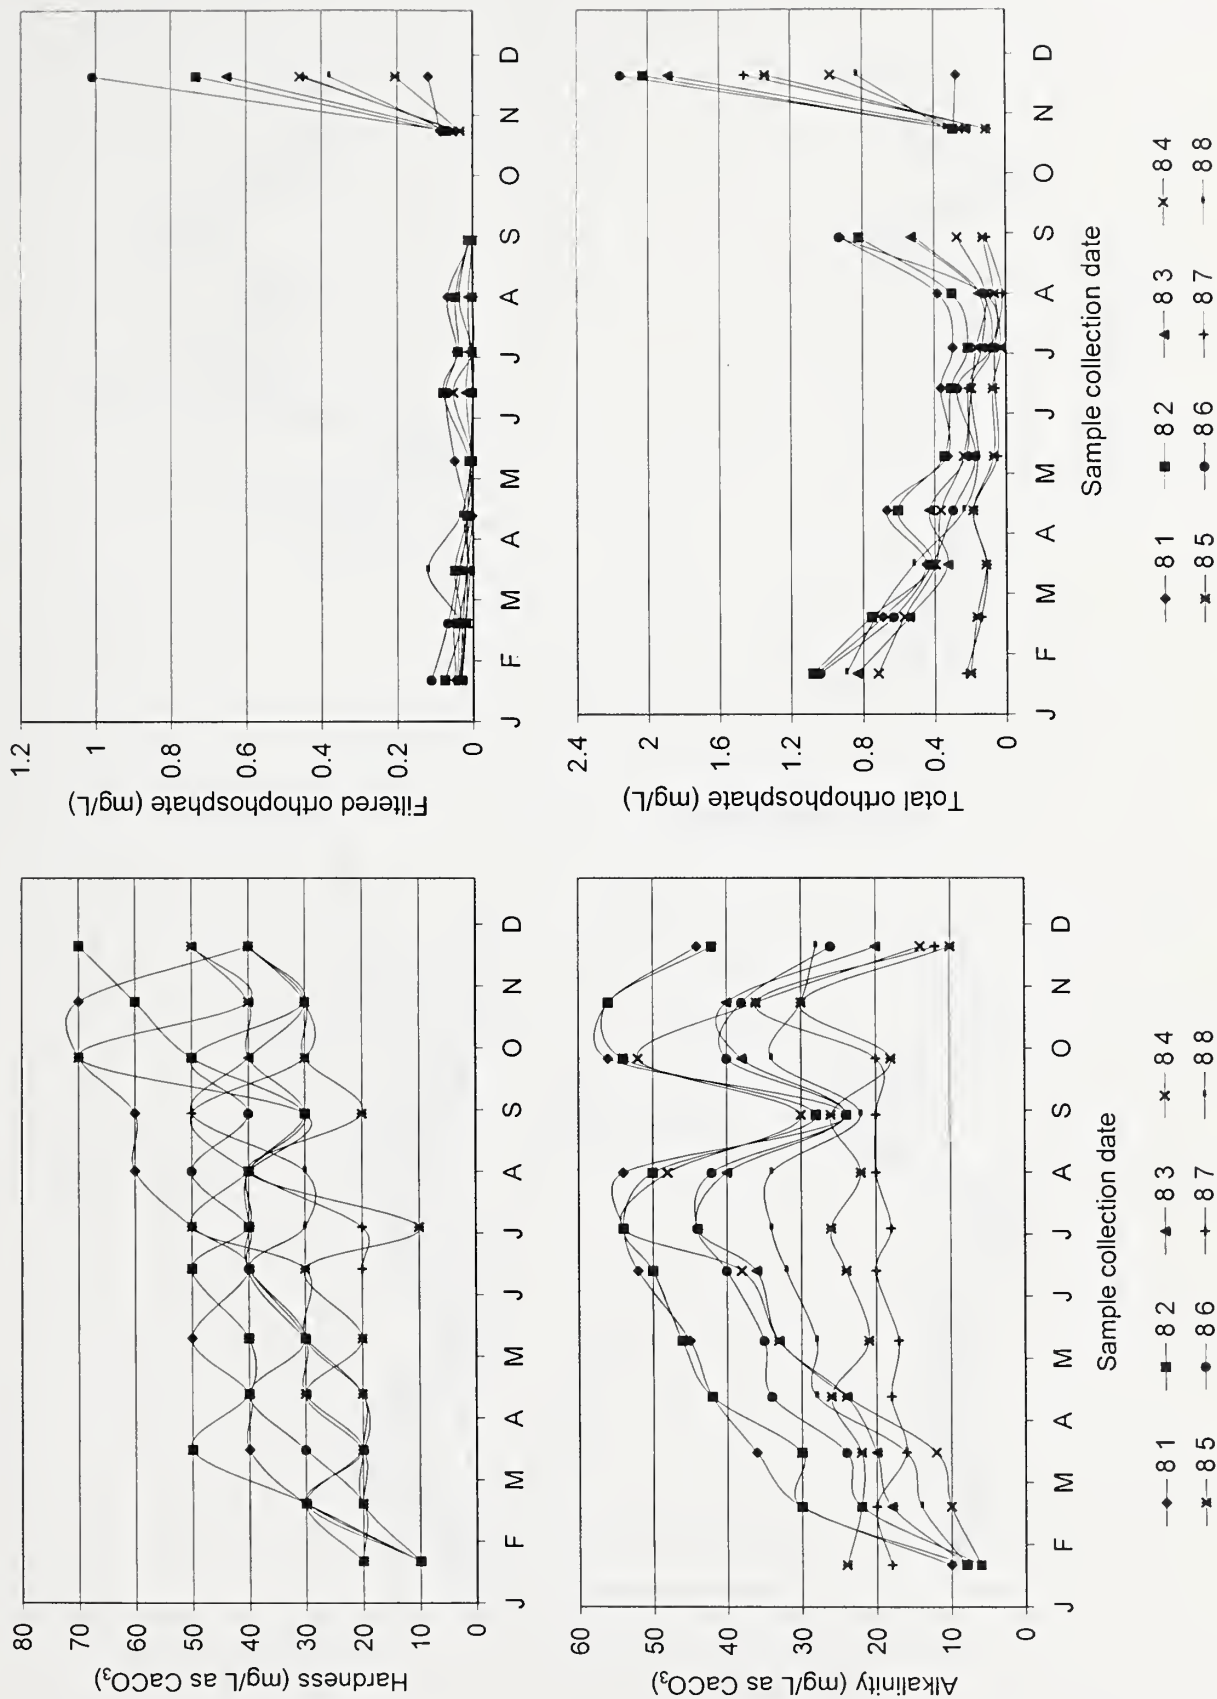 Hardness (mg/L as CaCO₃)
80
70
60
50
40
30
20
10
0
J F M A M J J A S O N D
Filtered orthophosphate (mg/L)
1.2
1
0.8
0.6
0.4
0.2
0
J F M A M J J A S O N D
Alkalinity (mg/L as CaCO₃)
60
50
40
30
20
10
0
J F M A M J J A S O N D
Sample collection date
Total orthophosphate (mg/L)
2.4
2
1.6
1.2
0.8
0.4
0
J F M A M J J A S O N D
Sample collection date
81 82 83 84
85 86 87 88
81 82 83 84
85 86 87 88